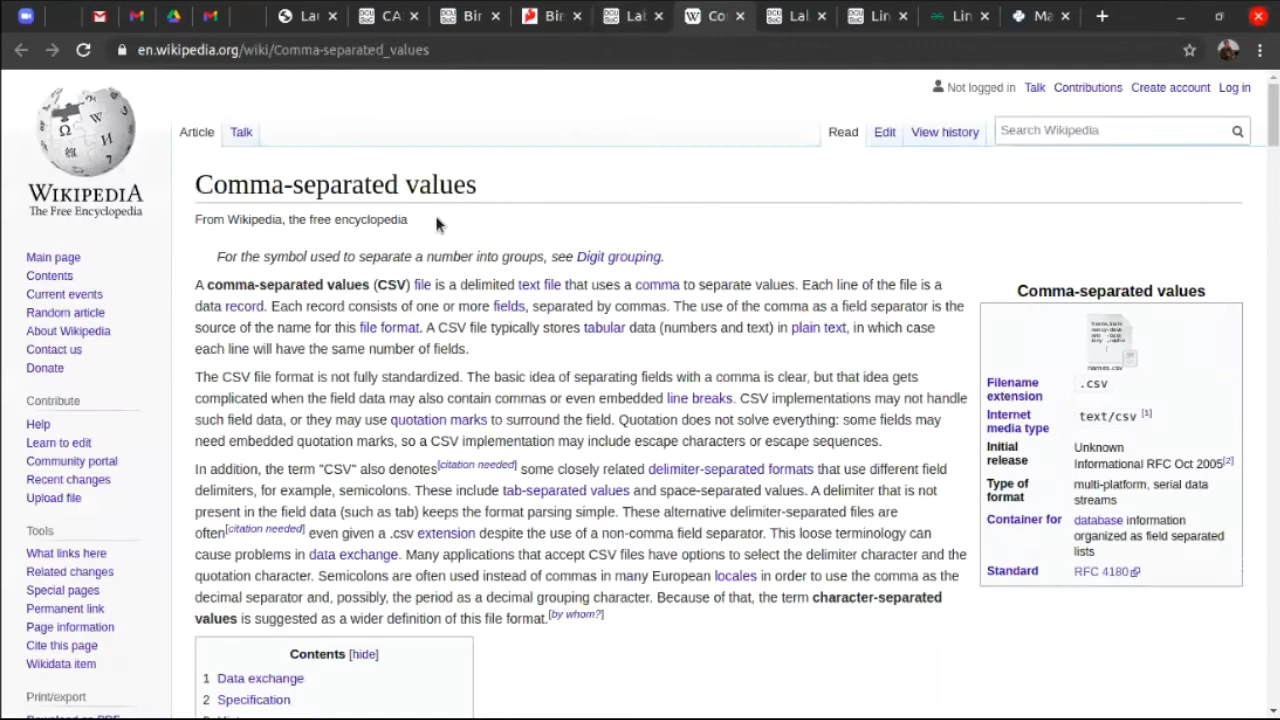 La
CA
Bir
Bir
Lal
Co
Lal
Lin
Lin
Ma
en.wikipedia.org/wiki/Comma-separated_values
Not logged in Talk Contributions Create account Log in
Article Talk Read Edit View history Search Wikipedia
WIKIPEDIA
The Free Encyclopedia
Comma-separated values
From Wikipedia, the free encyclopedia
For the symbol used to separate a number into groups, see Digit grouping.
A comma-separated values (CSV) file is a delimited text file that uses a comma to separate values. Each line of the file is a
data record. Each record consists of one or more fields, separated by commas. The use of the comma as a field separator is the
source of the name for this file format. A CSV file typically stores tabular data (numbers and text) in plain text, in which case
each line will have the same number of fields.
The CSV file format is not fully standardized. The basic idea of separating fields with a comma is clear, but that idea gets
complicated when the field data may also contain commas or even embedded line breaks. CSV implementations may not handle
such field data, or they may use quotation marks to surround the field. Quotation does not solve everything: some fields may
need embedded quotation marks, so a CSV implementation may include escape characters or escape sequences.
In addition, the term "CSV" also denotes[citation needed] some closely related delimiter-separated formats that use different field
delimiters, for example, semicolons. These include tab-separated values and space-separated values. A delimiter that is not
present in the field data (such as tab) keeps the format parsing simple. These alternative delimiter-separated files are
often[citation needed] even given a .csv extension despite the use of a non-comma field separator. This loose terminology can
cause problems in data exchange. Many applications that accept CSV files have options to select the delimiter character and the
quotation character. Semicolons are often used instead of commas in many European locales in order to use the comma as the
decimal separator and, possibly, the period as a decimal grouping character. Because of that, the term character-separated
values is suggested as a wider definition of this file format.[by whom?]
Contents [hide]
1 Data exchange
2 Specification
Comma-separated values
names.csv
Filename extension .csv
Internet media type text/csv [1]
Initial release Unknown
Informational RFC Oct 2005[2]
Type of format multi-platform, serial data streams
Container for database information organized as field separated lists
Standard RFC 4180
Main page
Contents
Current events
Random article
About Wikipedia
Contact us
Donate
Contribute
Help
Learn to edit
Community portal
Recent changes
Upload file
Tools
What links here
Related changes
Special pages
Permanent link
Page information
Cite this page
Wikidata item
Print/export